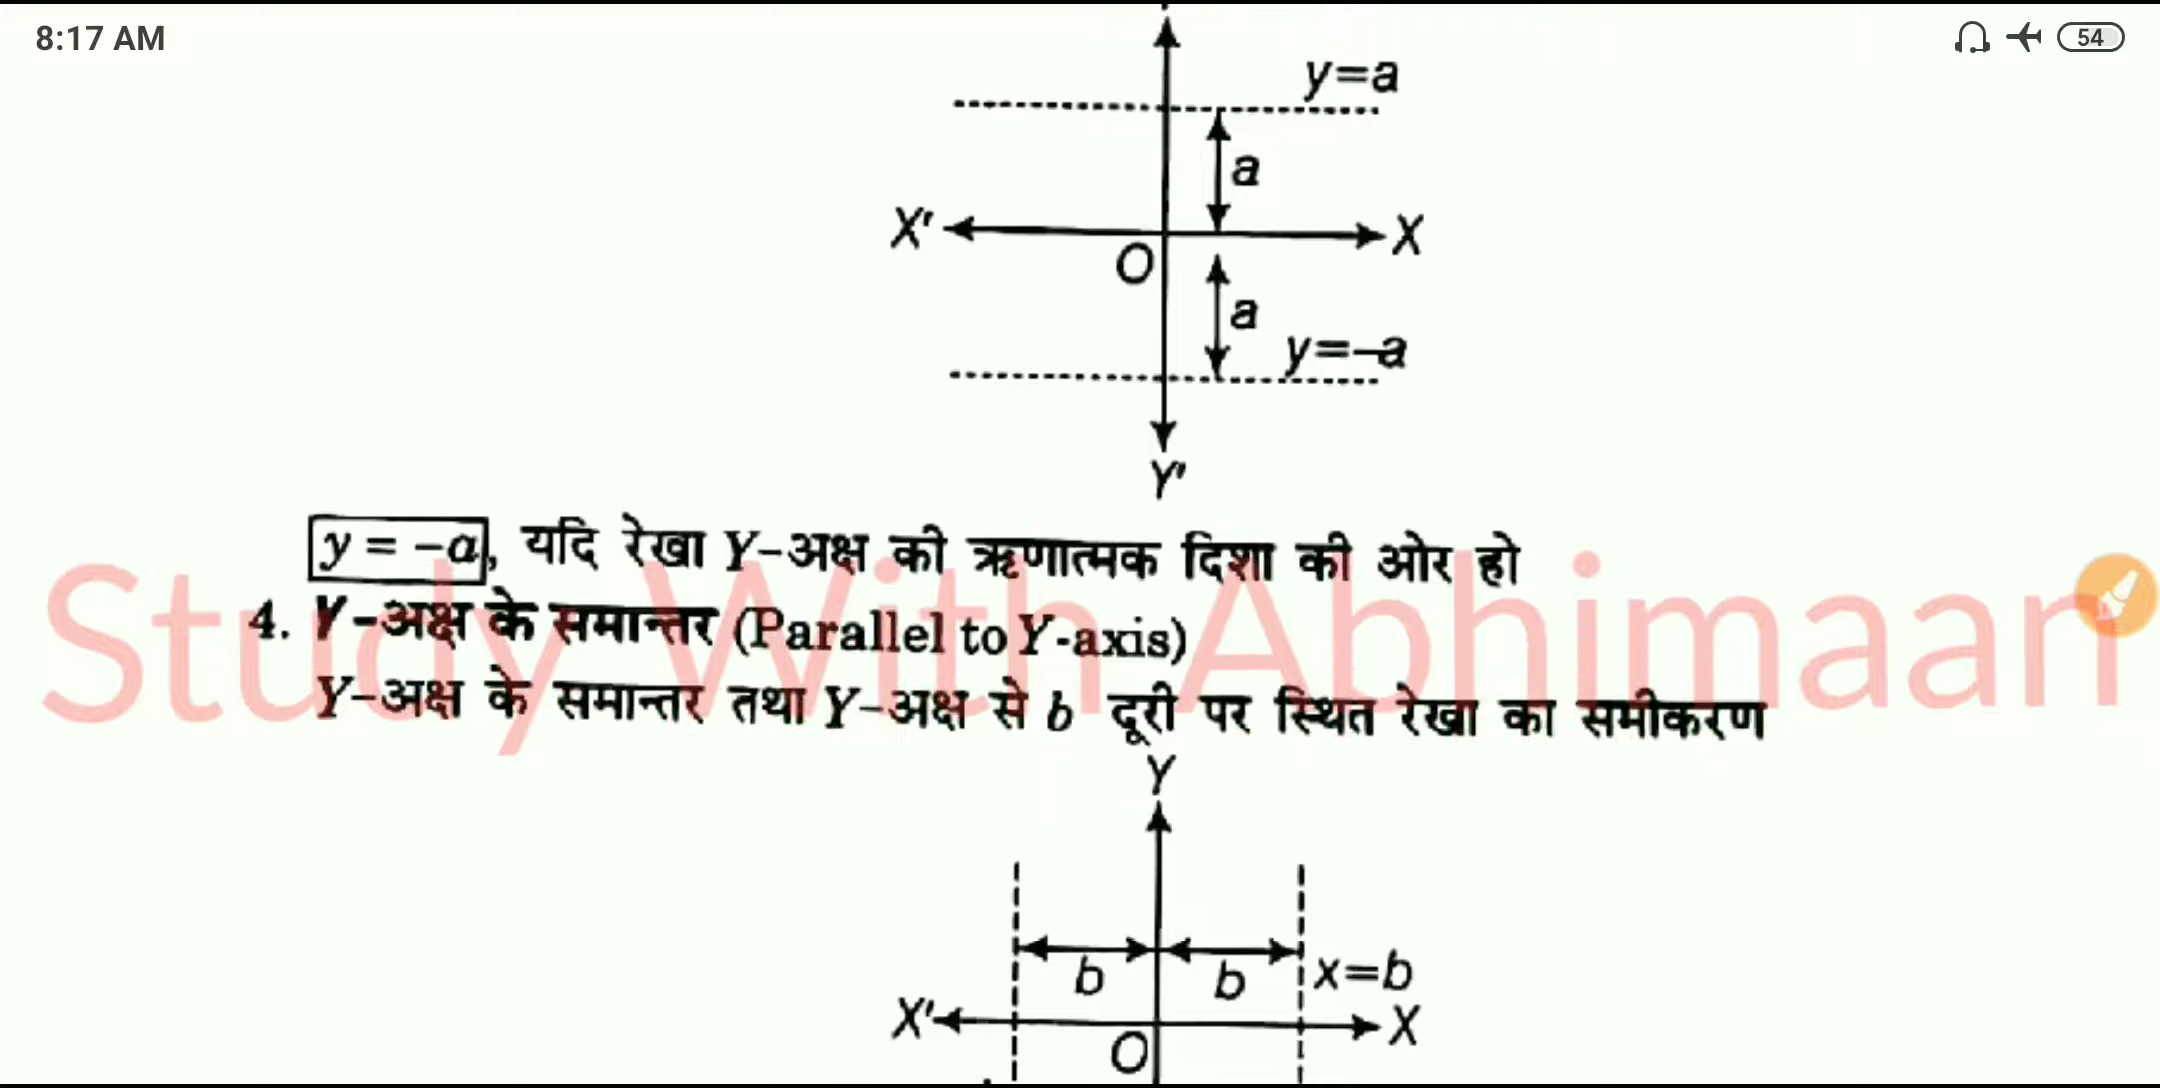 8:17 AM
54
y=a
a
X' X
O
a
y=-a
Y'
y = -a, यदि रेखा Y-अक्ष की ऋणात्मक दिशा की ओर हो
4. Y-अक्ष के समान्तर (Parallel to Y-axis)
Y-अक्ष के समान्तर तथा Y-अक्ष से b दूरी पर स्थित रेखा का समीकरण
Study With Abhimaan
Y
b b x=b
X' X
O